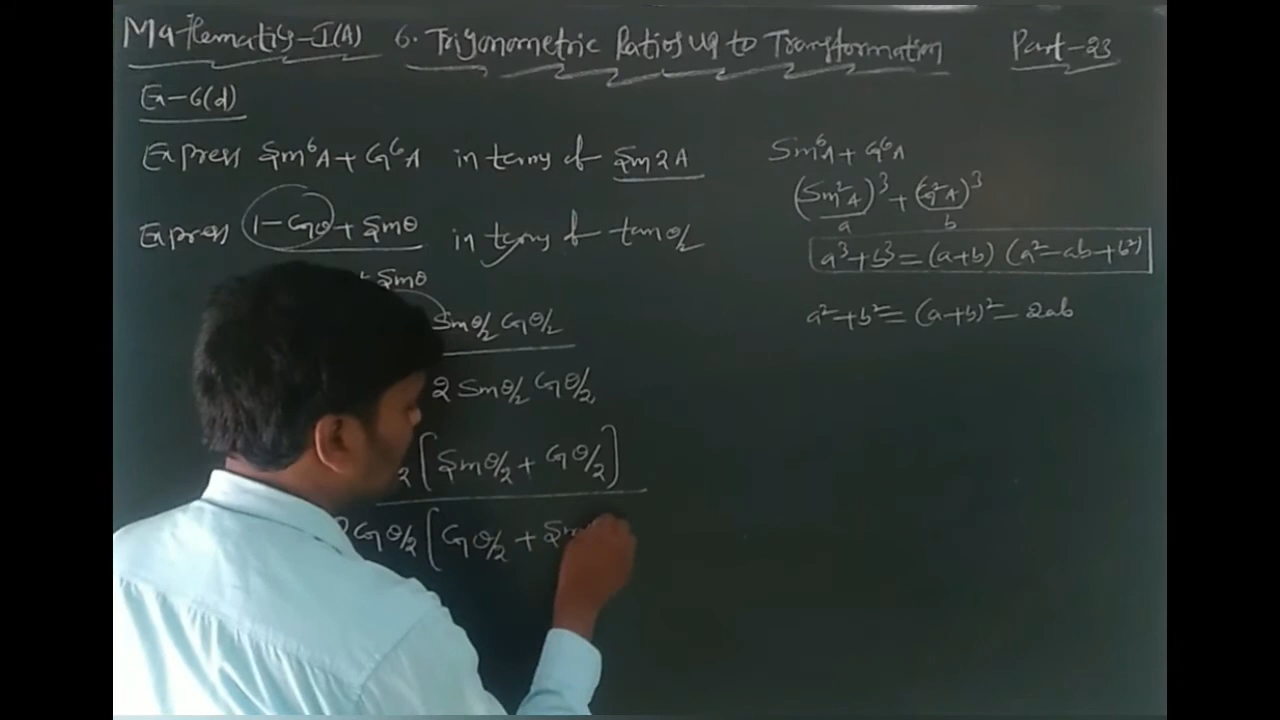 Mathematics-I(A) 6. Trigonometric Ratios Up to Transformation Part-23
Ex-6(d)
Express Sin⁶A + Cos⁶A in terms of Sin2A
Express 1-Cosθ + Sinθ in terms of tanθ/2
+ Sinθ
Sinθ/2 Cosθ/2
2 Sinθ/2 Cosθ/2
2 [Sinθ/2 + Cosθ/2]
2Cosθ/2 [Cosθ/2 + Sin
Sin⁶A + Cos⁶A
(Sin²A)³ + (Cos²A)³
a b
a³+b³ = (a+b) (a²-ab+b²)
a²+b² = (a+b)² - 2ab